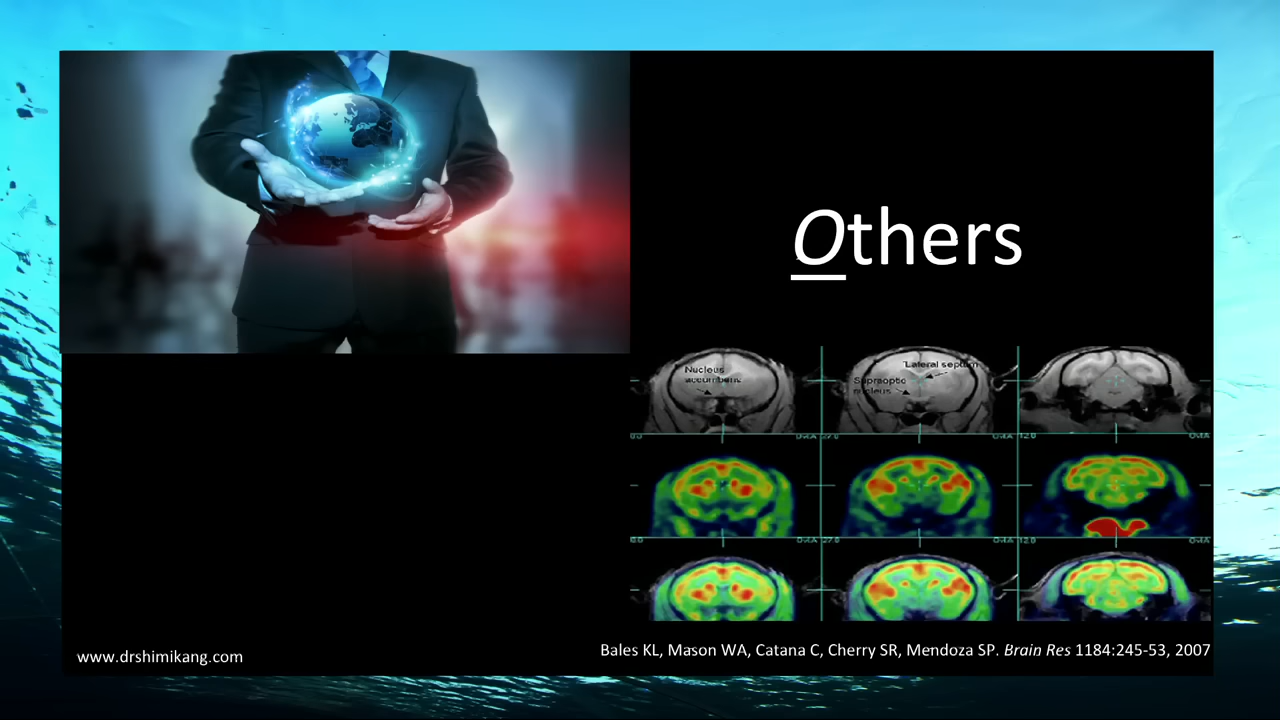 Others
Nucleus
accumbens
Lateral septum
Supraoptic
nucleus
www.drshimikang.com
Bales KL, Mason WA, Catana C, Cherry SR, Mendoza SP. Brain Res 1184:245-53, 2007